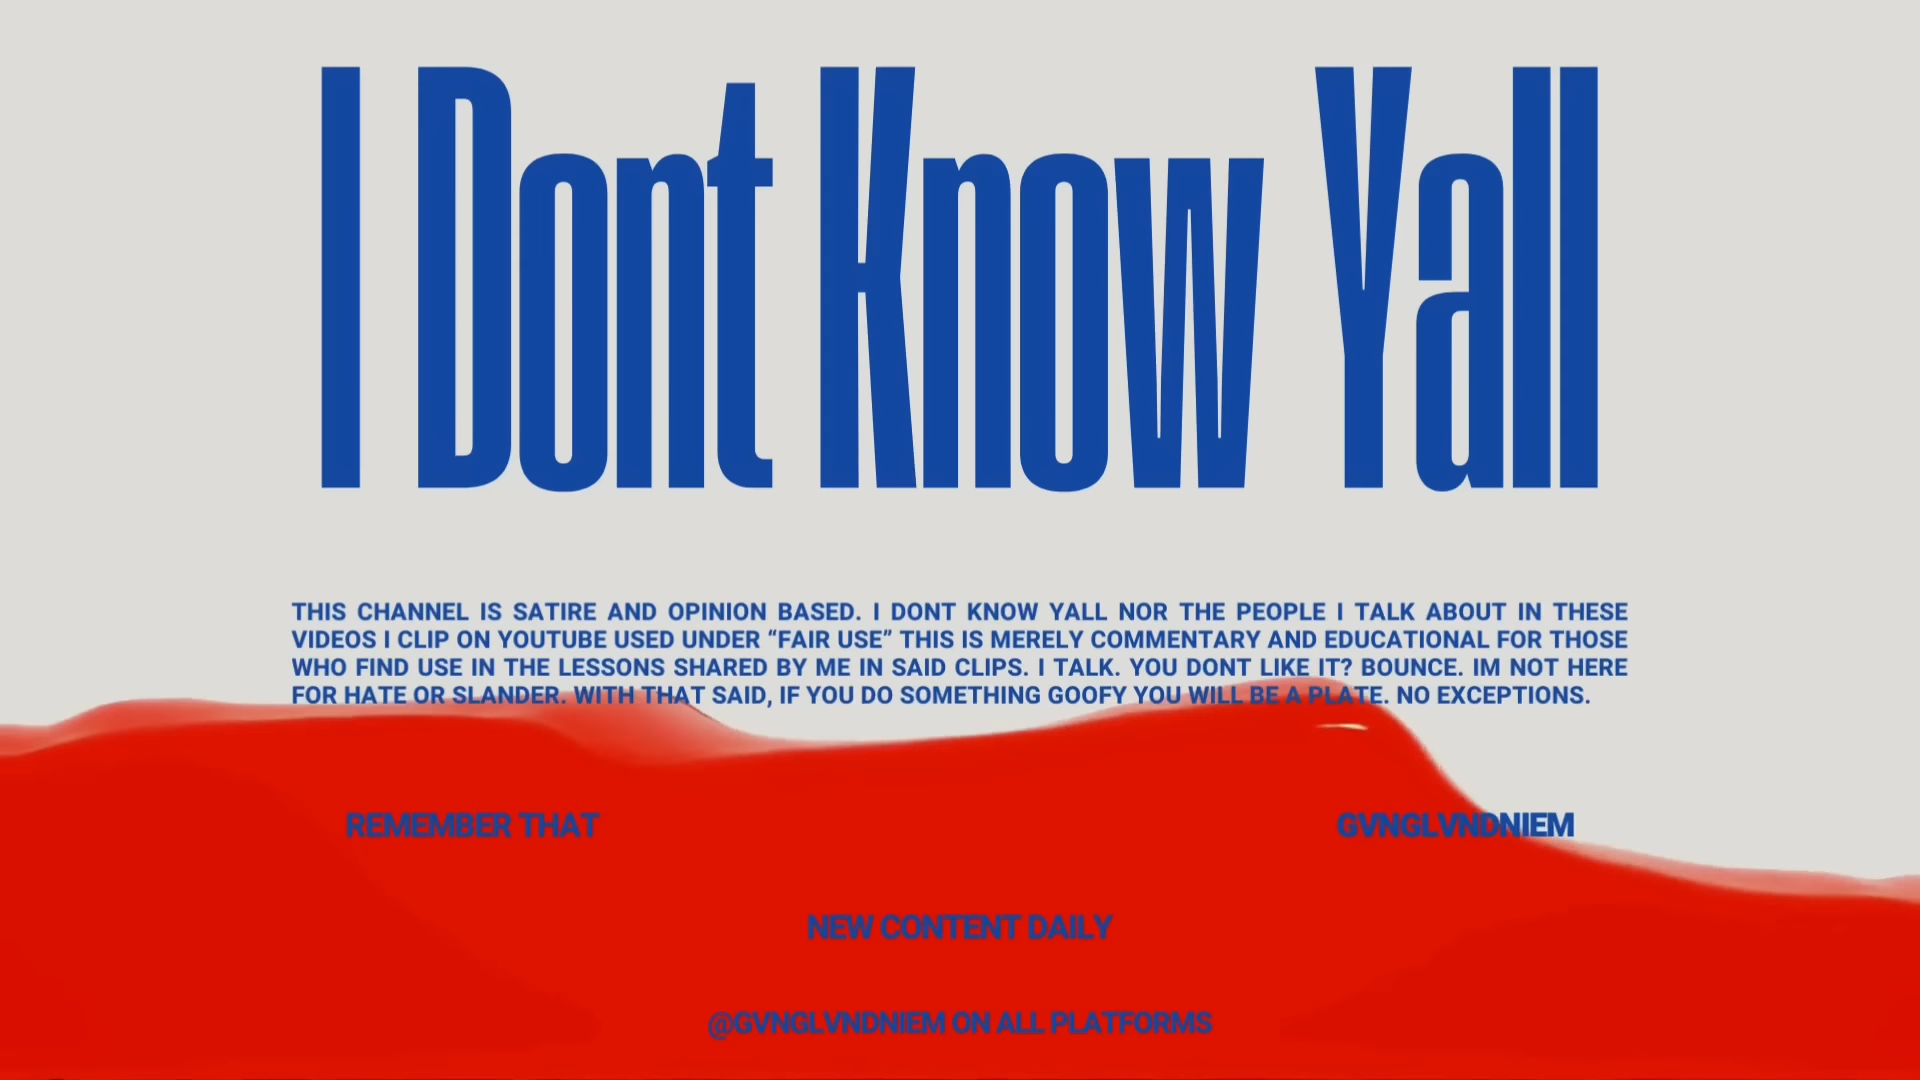 I Dont Know Yall
THIS CHANNEL IS SATIRE AND OPINION BASED. I DONT KNOW YALL NOR THE PEOPLE I TALK ABOUT IN THESE
VIDEOS I CLIP ON YOUTUBE USED UNDER “FAIR USE” THIS IS MERELY COMMENTARY AND EDUCATIONAL FOR THOSE
WHO FIND USE IN THE LESSONS SHARED BY ME IN SAID CLIPS. I TALK. YOU DONT LIKE IT? BOUNCE. IM NOT HERE
FOR HATE OR SLANDER. WITH THAT SAID, IF YOU DO SOMETHING GOOFY YOU WILL BE A PLATE. NO EXCEPTIONS.
REMEMBER THAT
GVNGLVNDNIEM
NEW CONTENT DAILY
@GVNGLVNDNIEM ON ALL PLATFORMS